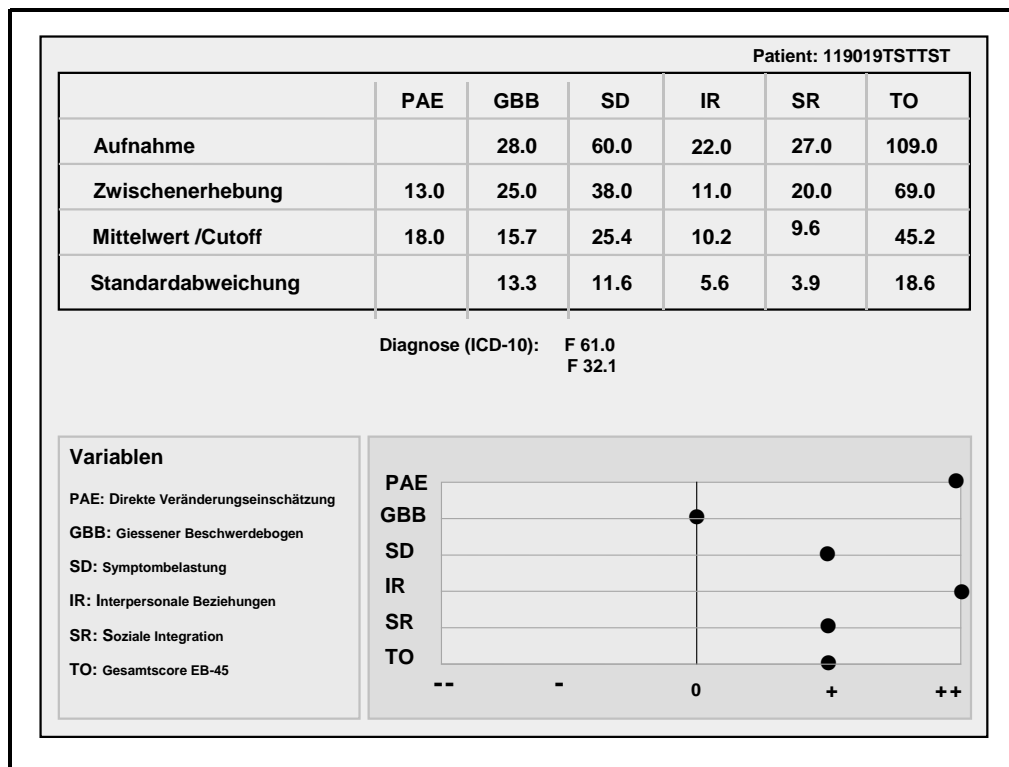 Patient: 119019TSTTST
PAE GBB SD IR SR TO
Aufnahme 28.0 60.0 22.0 27.0 109.0
Zwischenerhebung 13.0 25.0 38.0 11.0 20.0 69.0
Mittelwert /Cutoff 18.0 15.7 25.4 10.2 9.6 45.2
Standardabweichung 13.3 11.6 5.6 3.9 18.6
Diagnose (ICD-10): F 61.0
F 32.1
Variablen
PAE: Direkte Veränderungseinschätzung
GBB: Giessener Beschwerdebogen
SD: Symptombelastung
IR: Interpersonale Beziehungen
SR: Soziale Integration
TO: Gesamtscore EB-45
PAE
GBB
SD
IR
SR
TO
-- - 0 + ++